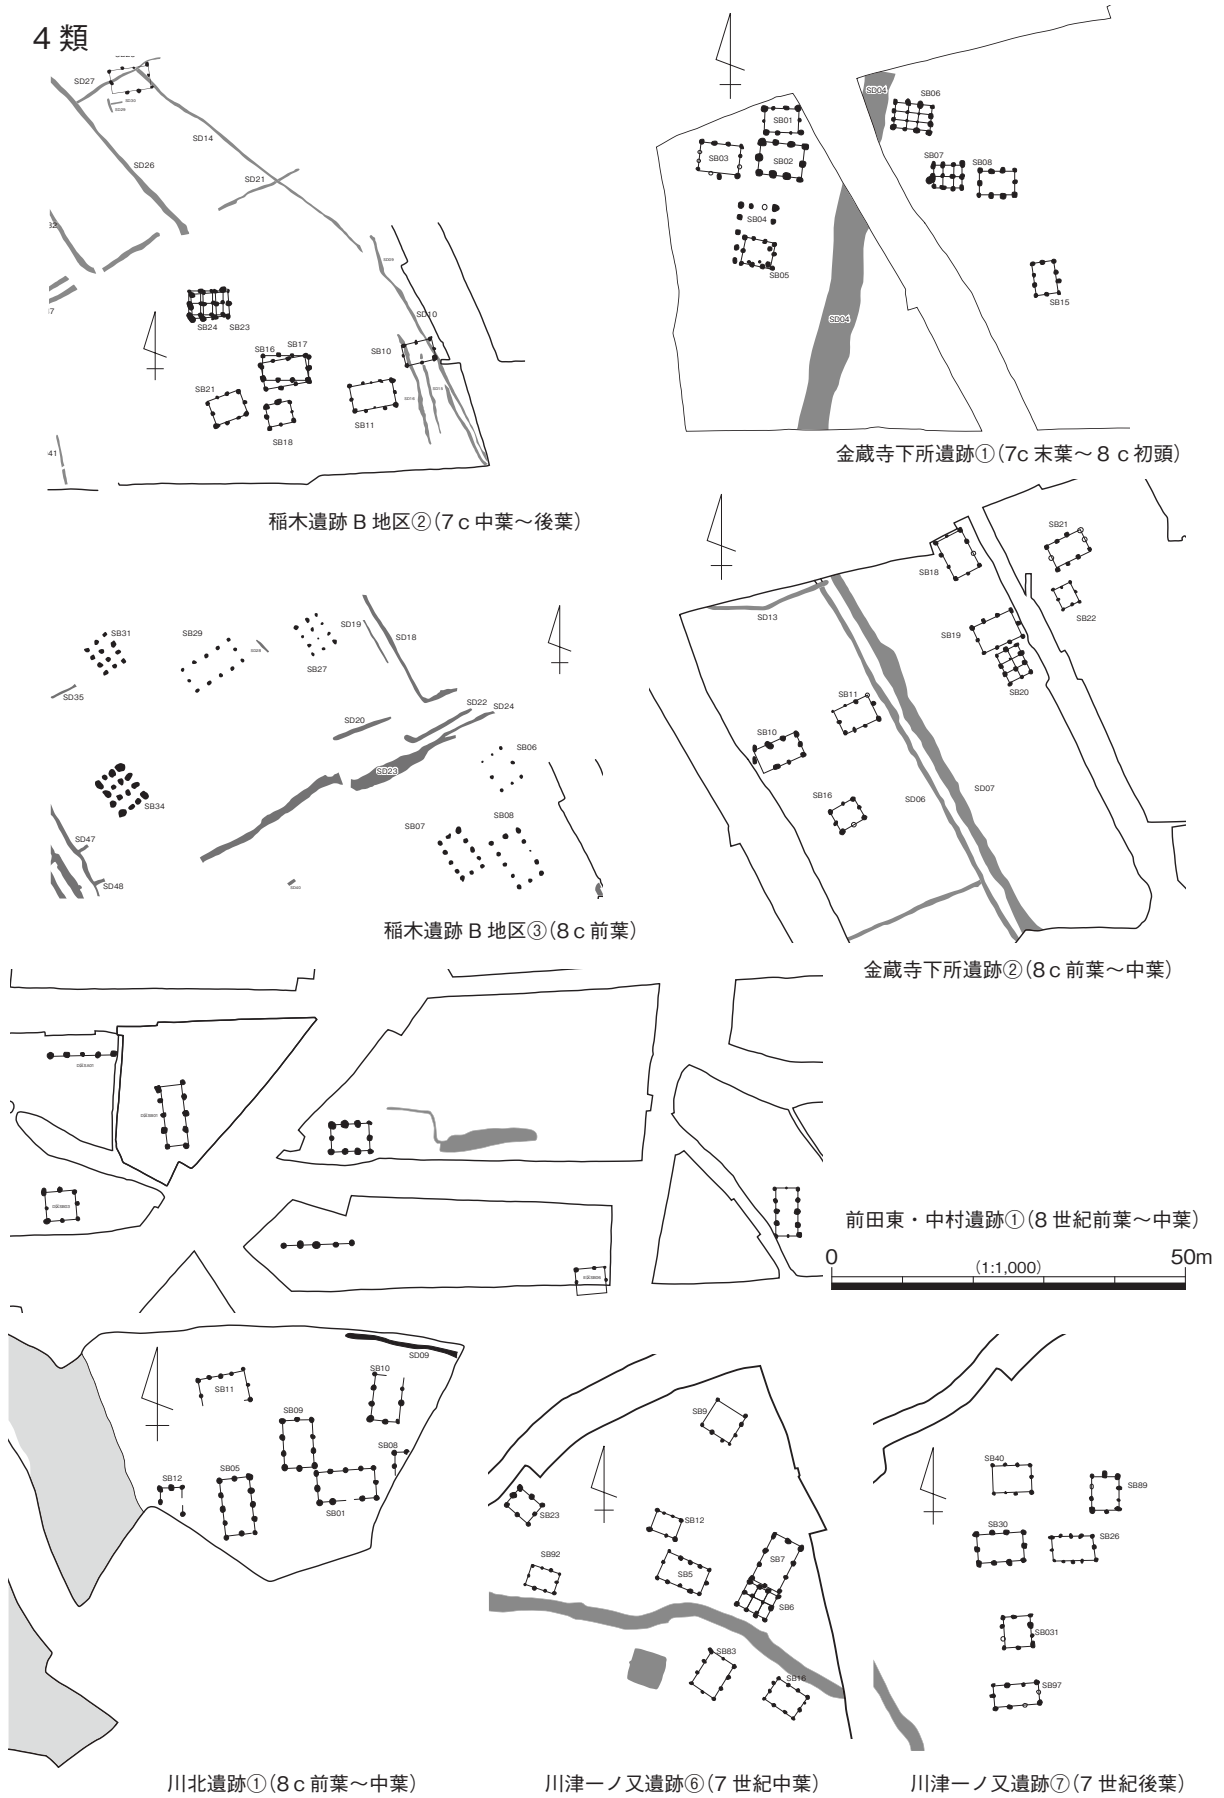 4類
SD27
SD14
SD26
SD21
SD10
SB24
SB23
SB16
SB17
SB10
SB21
SB18
SB11
稲木遺跡 B 地区②(7 c 中葉～後葉)
SD04
SB06
SB01
SB03
SB02
SB07
SB08
SB04
SB05
SB15
SD04
金蔵寺下所遺跡①(7c 末葉～8 c 初頭)
SB31
SB29
SB27
SD19
SD18
SD35
SD20
SD22
SD24
SD23
SB06
SB34
SB07
SB08
SD47
SD48
稲木遺跡 B 地区③(8 c 前葉)
SB18
SB21
SB22
SD13
SB19
SB20
SB11
SB10
SB16
SD06
SD07
金蔵寺下所遺跡②(8 c 前葉～中葉)
前田東・中村遺跡①(8 世紀前葉～中葉)
0
50m
(1:1,000)
SD09
SB11
SB10
SB09
SB08
SB12
SB05
SB01
川北遺跡①(8 c 前葉～中葉)
SB9
SB23
SB12
SB92
SB5
SB7
SB6
SB83
SB16
川津一ノ又遺跡⑥(7 世紀中葉)
SB40
SB89
SB30
SB26
SB031
SB97
川津一ノ又遺跡⑦(7 世紀後葉)